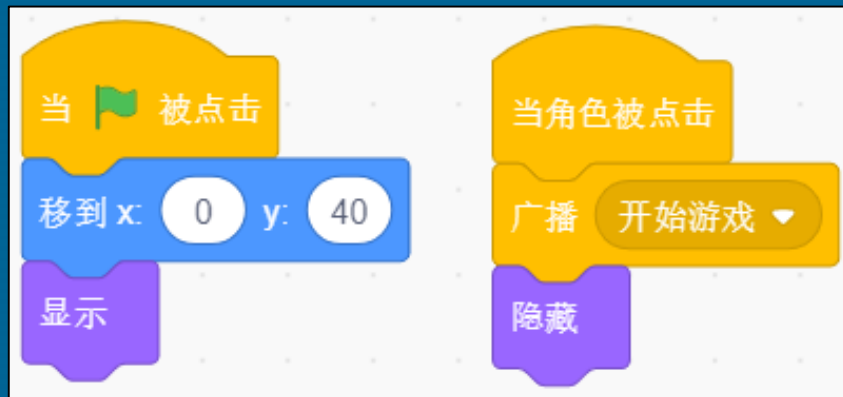 当 被点击
移到 x: 0 y: 40
显示
当角色被点击
广播 开始游戏
隐藏